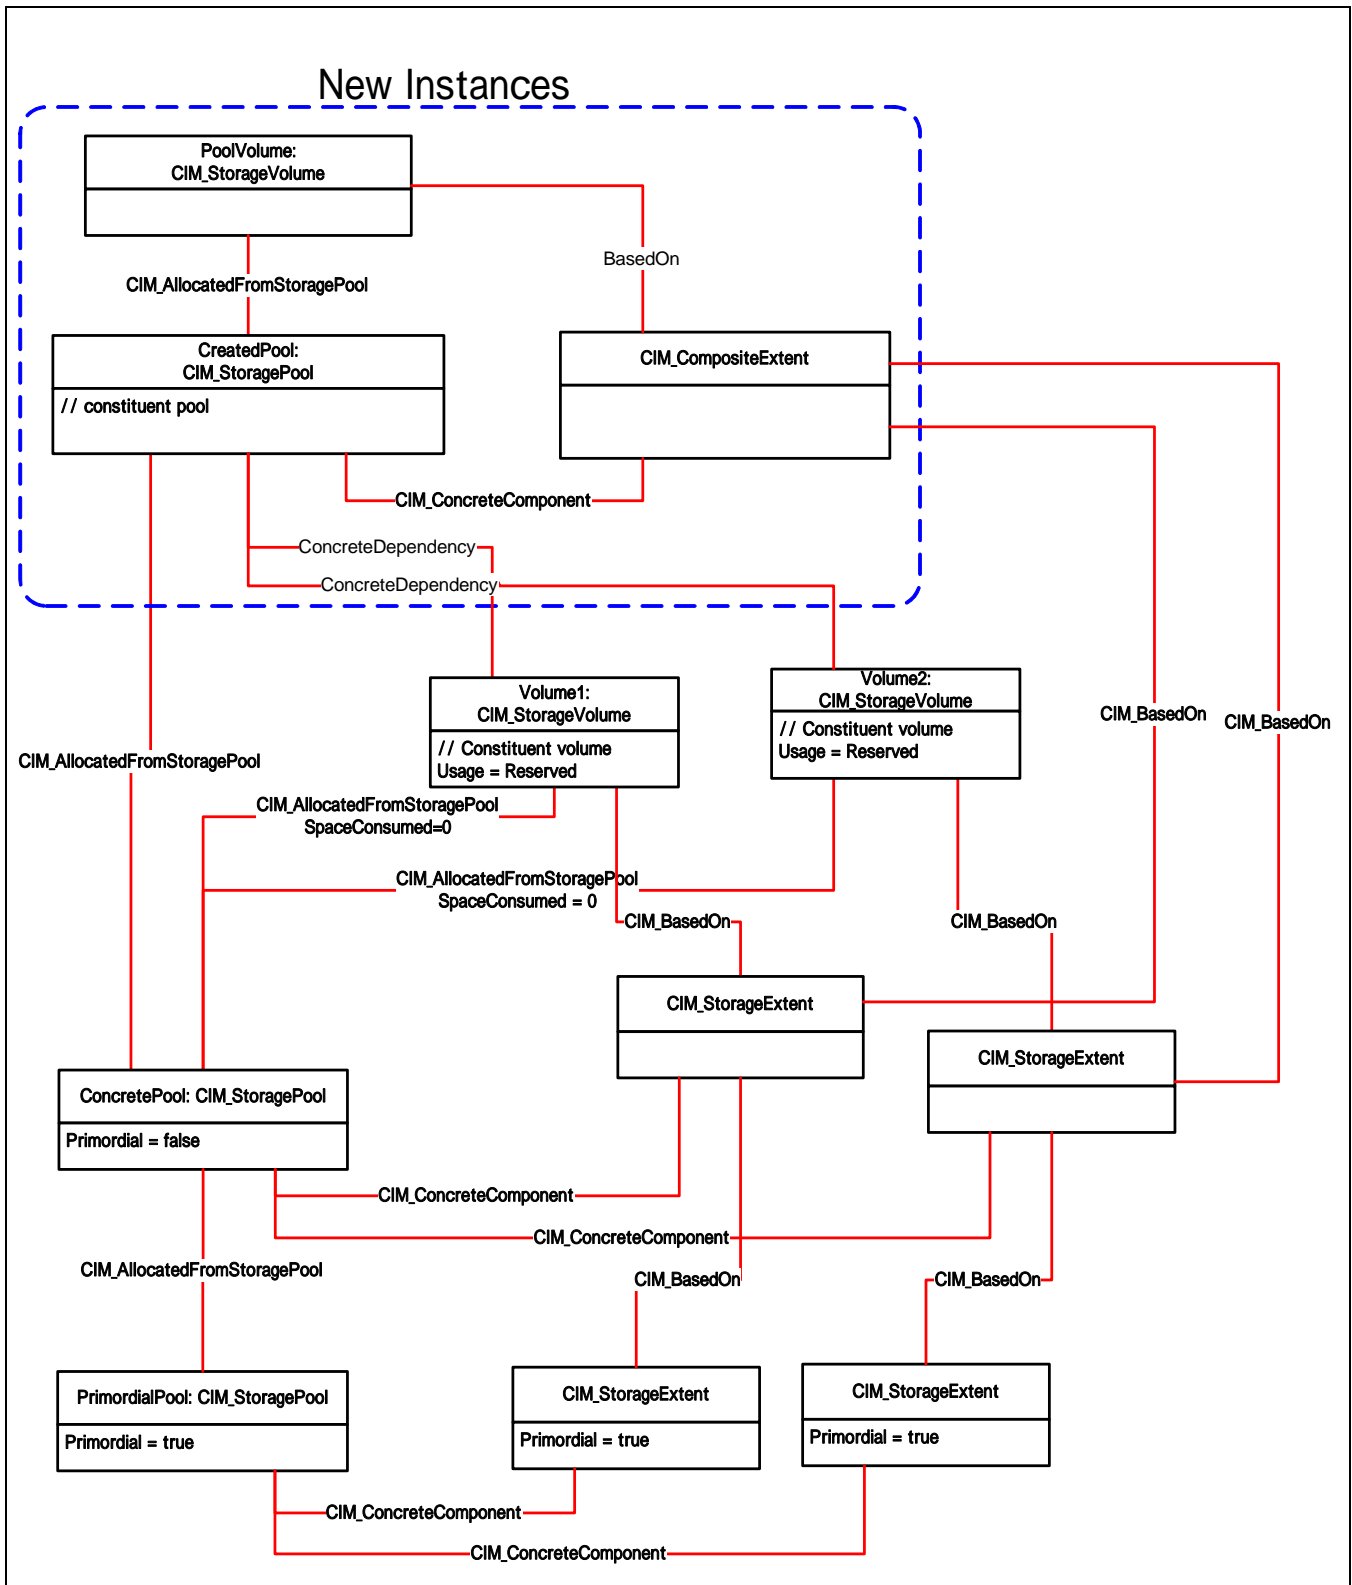 New Instances
PoolVolume:
CIM_StorageVolume
BasedOn
CIM_AllocatedFromStoragePool
CreatedPool:
CIM_StoragePool
// constituent pool
CIM_CompositeExtent
CIM_ConcreteComponent
ConcreteDependency
ConcreteDependency
Volume1:
CIM_StorageVolume
// Constituent volume
Usage = Reserved
Volume2:
CIM_StorageVolume
// Constituent volume
Usage = Reserved
CIM_BasedOn
CIM_BasedOn
CIM_AllocatedFromStoragePool
CIM_AllocatedFromStoragePool
SpaceConsumed=0
CIM_AllocatedFromStoragePool
SpaceConsumed = 0
CIM_BasedOn
CIM_BasedOn
CIM_StorageExtent
CIM_StorageExtent
ConcretePool: CIM_StoragePool
Primordial = false
CIM_ConcreteComponent
CIM_ConcreteComponent
CIM_AllocatedFromStoragePool
CIM_BasedOn
CIM_BasedOn
PrimordialPool: CIM_StoragePool
Primordial = true
CIM_StorageExtent
Primordial = true
CIM_StorageExtent
Primordial = true
CIM_ConcreteComponent
CIM_ConcreteComponent